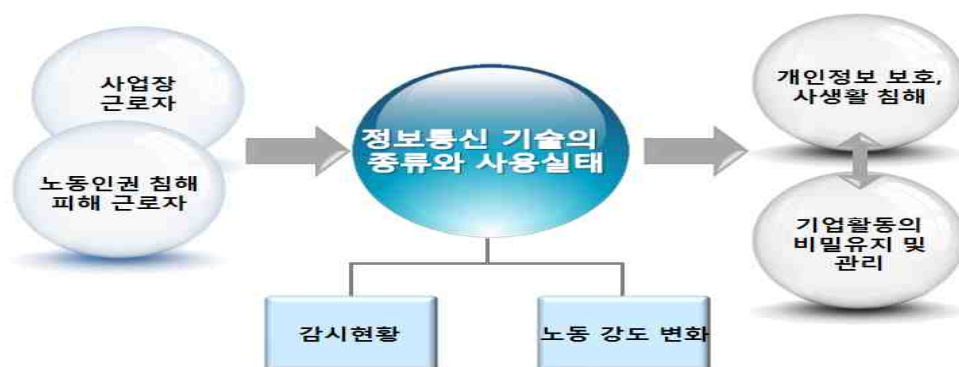 사업장
근로자
노동인권 침해
피해 근로자
정보통신 기술의
종류와 사용실태
감시현황
노동 강도 변화
개인정보 보호,
사생활 침해
기업활동의
비밀유지 및
관리